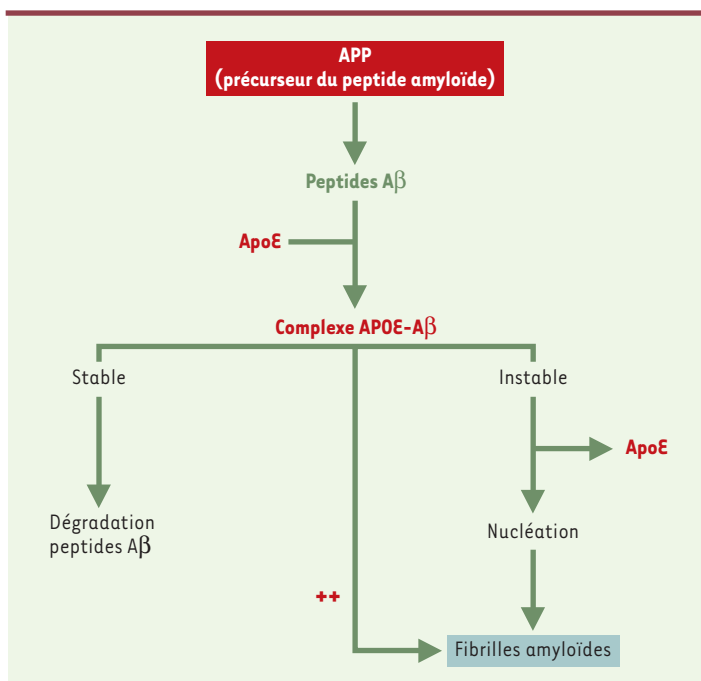 APP
(précurseur du peptide amyloïde)
Peptides Aβ
ApoE
Complexe APOE-Aβ
Stable
Instable
ApoE
Dégradation
peptides Aβ
Nucléation
++
Fibrilles amyloïdes